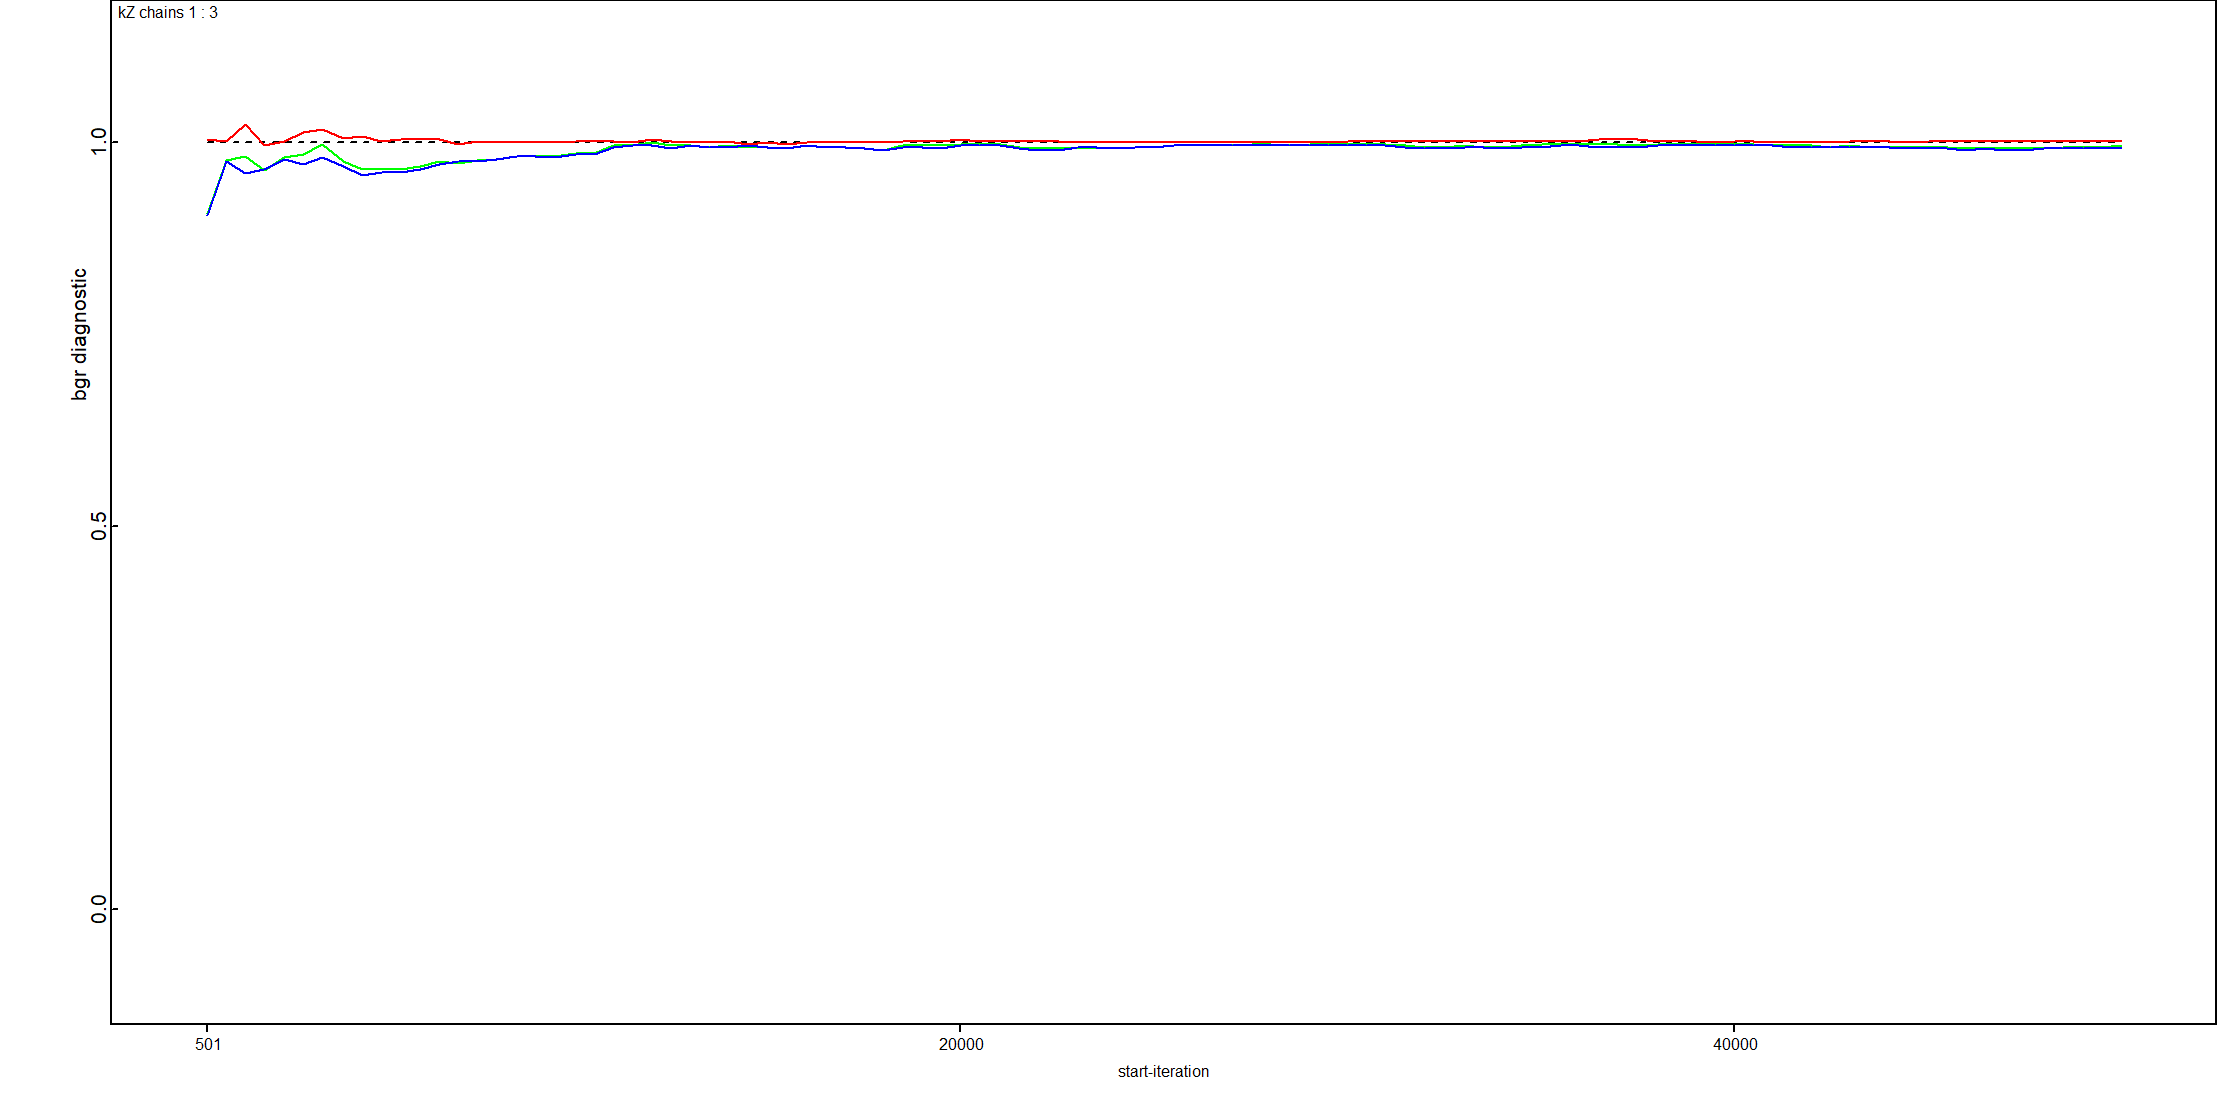 kZ chains 1 : 3
1.0
0.5
0.0
bgr diagnostic
501
20000
40000
start-iteration